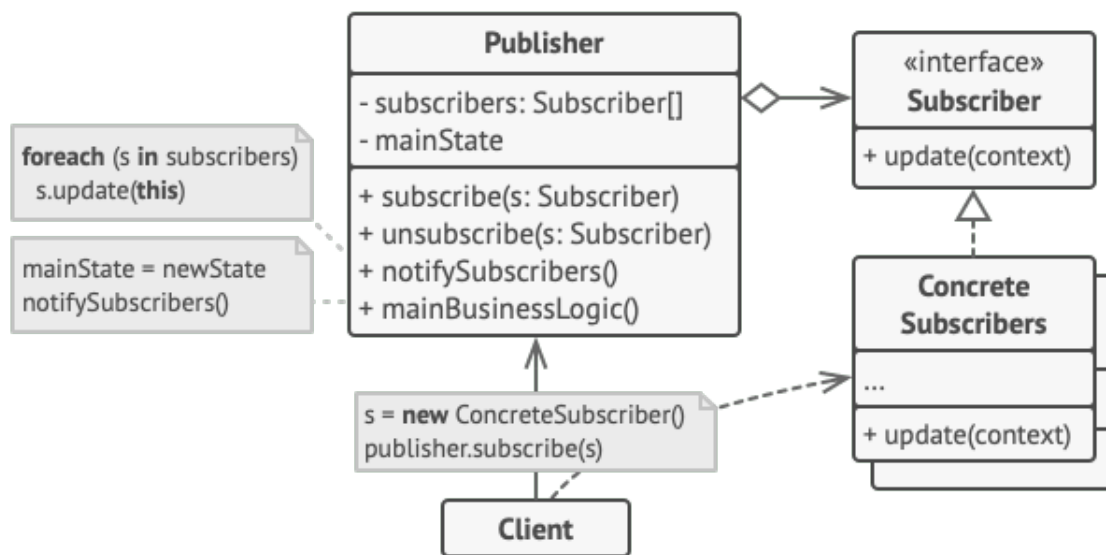 Publisher
- subscribers: Subscriber[]
- mainState
+ subscribe(s: Subscriber)
+ unsubscribe(s: Subscriber)
+ notifySubscribers()
+ mainBusinessLogic()
«interface»
Subscriber
+ update(context)
foreach (s in subscribers)
s.update(this)
mainState = newState
notifySubscribers()
Concrete
Subscribers
...
+ update(context)
s = new ConcreteSubscriber()
publisher.subscribe(s)
Client